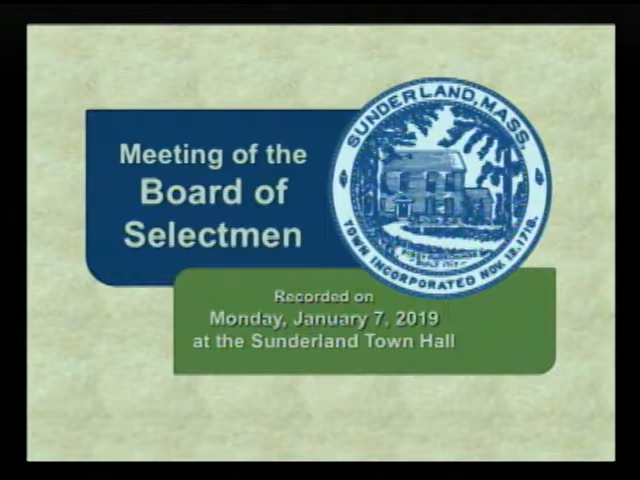 Meeting of the
Board of
Selectmen
SUNDERLAND, MASS.
TOWN INCORPORATED NOV. 12, 1718.
Recorded on
Monday, January 7, 2019
at the Sunderland Town Hall